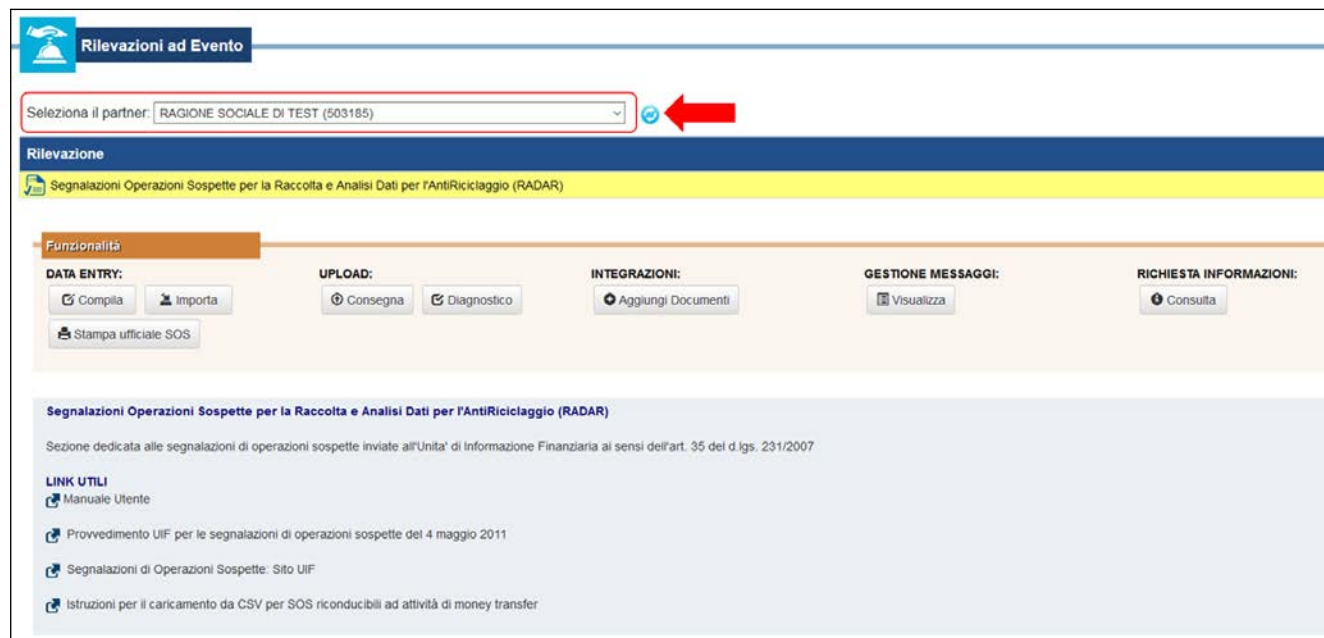 Rilevazioni ad Evento
Seleziona il partner: RAGIONE SOCIALE DI TEST (503185)
Rilevazione
Segnalazioni Operazioni Sospette per la Raccolta e Analisi Dati per l'AntiRiciclaggio (RADAR)
Funzionalità
DATA ENTRY: UPLOAD: INTEGRAZIONI: GESTIONE MESSAGGI: RICHIESTA INFORMAZIONI:
Compila Importa Consegna Diagnostico Aggiungi Documenti Visualizza Consulta
Stampa ufficiale SOS
Segnalazioni Operazioni Sospette per la Raccolta e Analisi Dati per l'AntiRiciclaggio (RADAR)
Sezione dedicata alle segnalazioni di operazioni sospette inviate all'Unita' di Informazione Finanziaria ai sensi dell'art. 35 del d.lgs. 231/2007
LINK UTILI
Manuale Utente
Provvedimento UIF per le segnalazioni di operazioni sospette del 4 maggio 2011
Segnalazioni di Operazioni Sospette: Sito UIF
Istruzioni per il caricamento da CSV per SOS riconducibili ad attività di money transfer